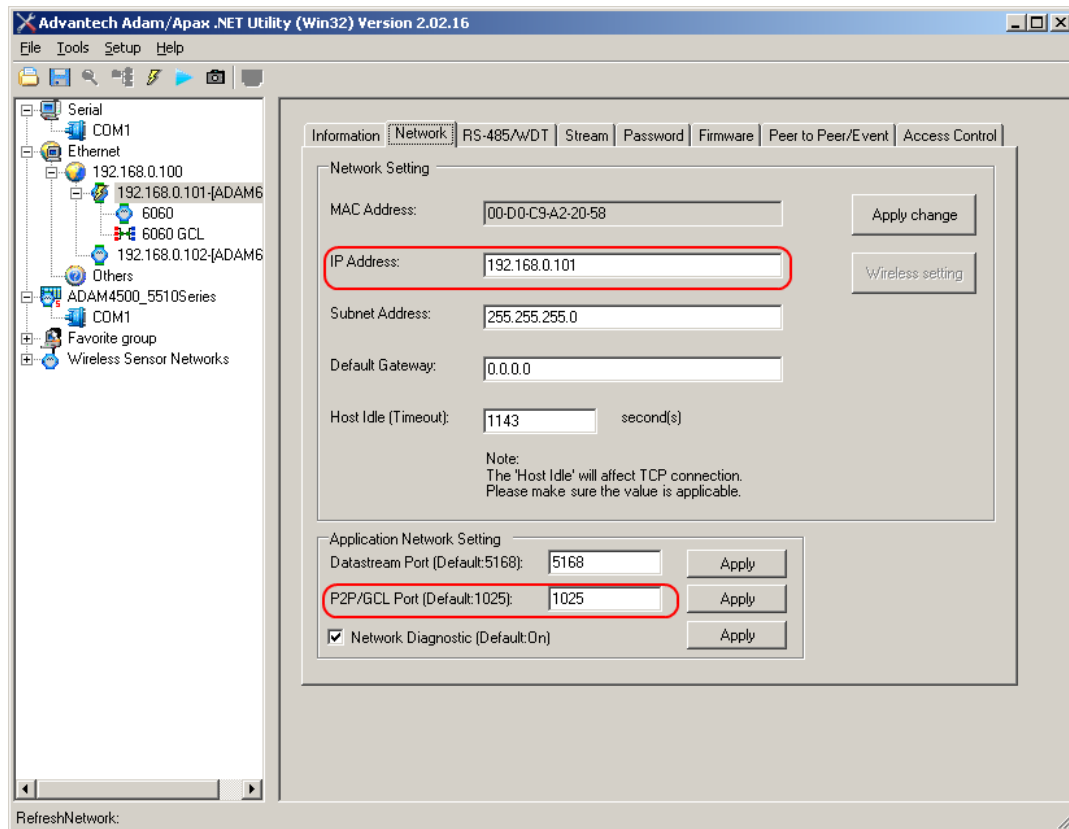 Advantech Adam/Apax .NET Utility (Win32) Version 2.02.16
File Tools Setup Help
Serial
COM1
Ethernet
192.168.0.100
192.168.0.101-[ADAM6
6060
6060 GCL
192.168.0.102-[ADAM6
Others
ADAM4500_5510Series
COM1
Favorite group
Wireless Sensor Networks
Information Network RS-485/WDT Stream Password Firmware Peer to Peer/Event Access Control
Network Setting
MAC Address: 00-D0-C9-A2-20-58 Apply change
IP Address: 192.168.0.101 Wireless setting
Subnet Address: 255.255.255.0
Default Gateway: 0.0.0.0
Host Idle (Timeout): 1143 second(s)
Note:
The 'Host Idle' will affect TCP connection.
Please make sure the value is applicable.
Application Network Setting
Datastream Port (Default:5168): 5168 Apply
P2P/GCL Port (Default:1025): 1025 Apply
Network Diagnostic (Default:On) Apply
RefreshNetwork: